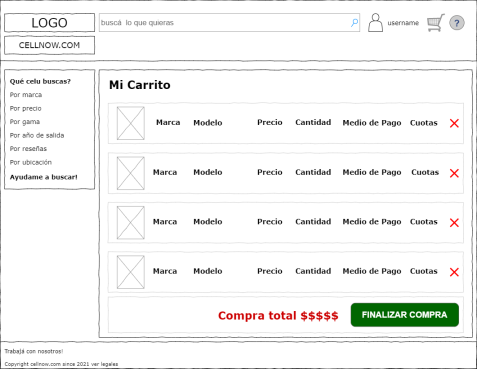 LOGO
buscá lo que quieras
username
?
CELLNOW.COM
Qué celu buscas?
Por marca
Por precio
Por gama
Por año de salida
Por reseñas
Por ubicación
Ayudame a buscar!
Mi Carrito
Marca Modelo Precio Cantidad Medio de Pago Cuotas
Marca Modelo Precio Cantidad Medio de Pago Cuotas
Marca Modelo Precio Cantidad Medio de Pago Cuotas
Marca Modelo Precio Cantidad Medio de Pago Cuotas
Compra total $$$$$ FINALIZAR COMPRA
Trabajá con nosotros!
Copyright cellnow.com since 2021 ver legales